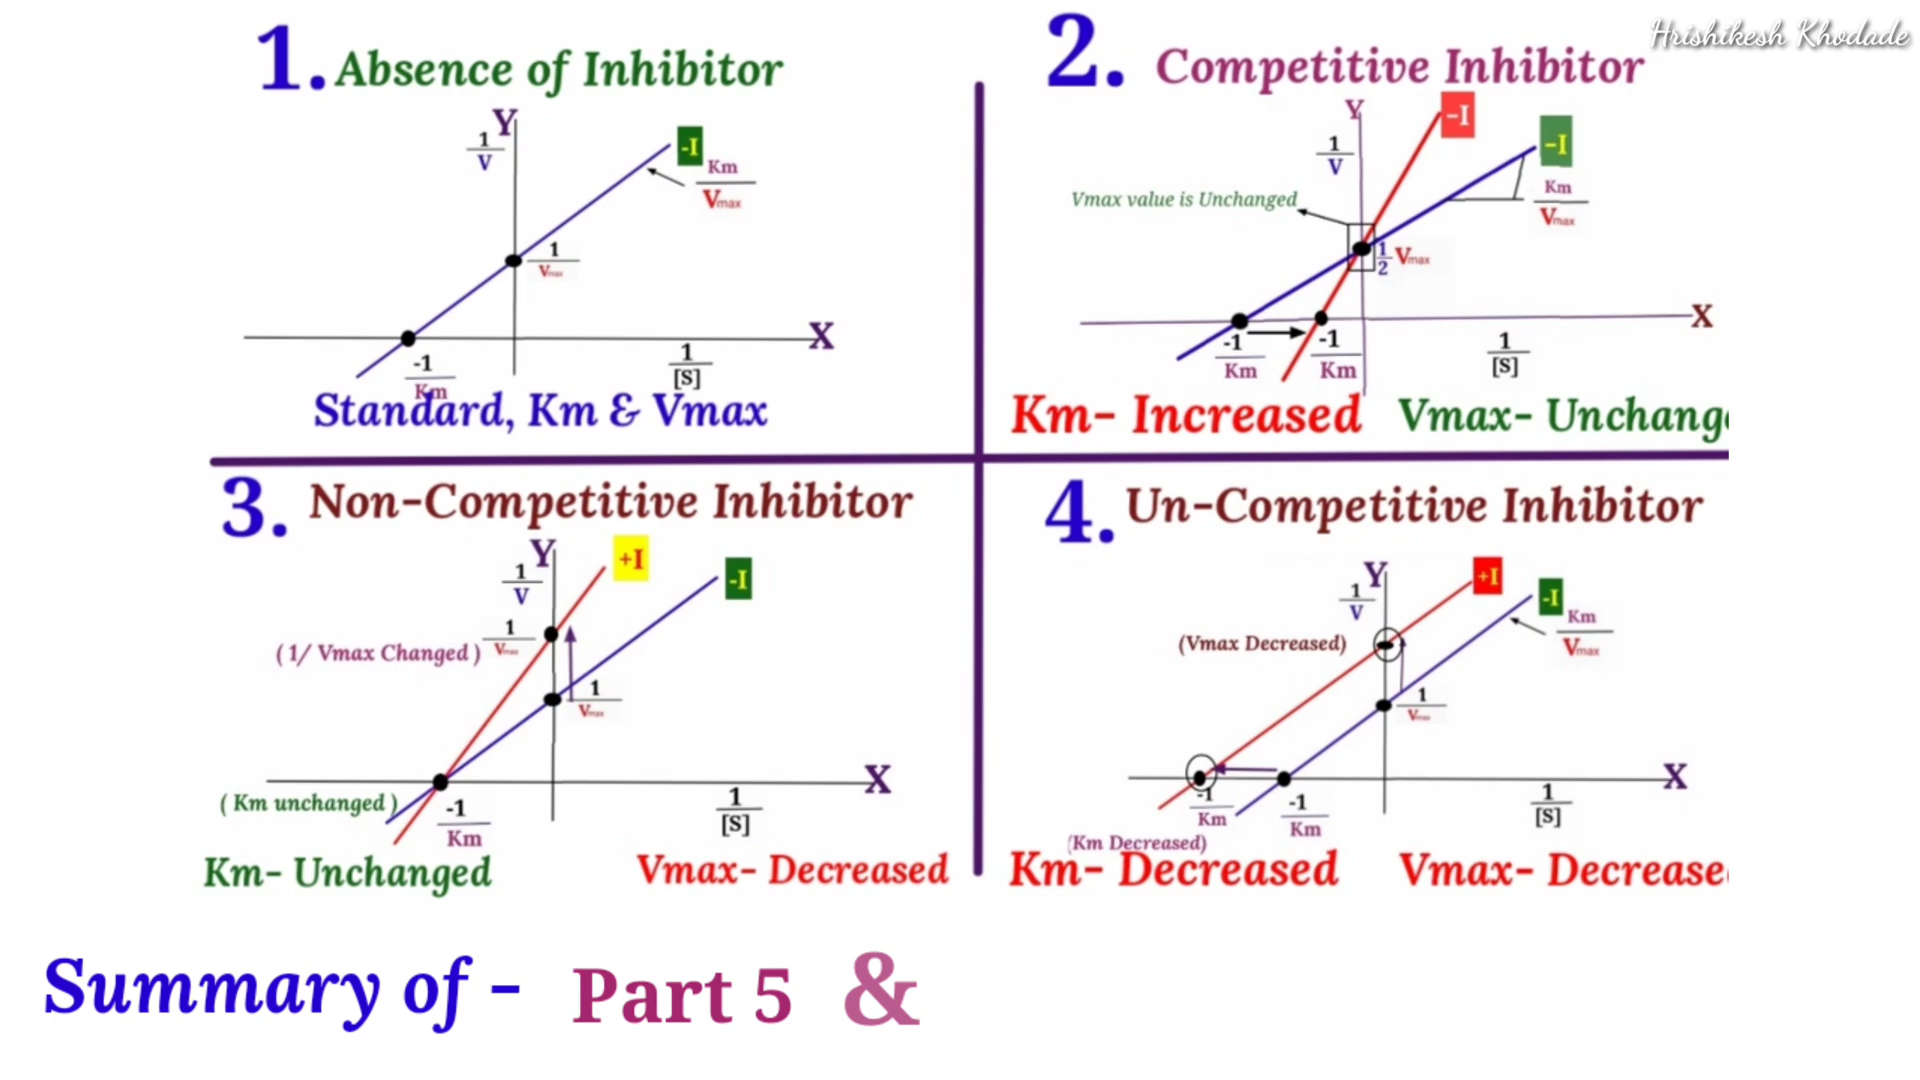 Hrishikesh Khodade
1. Absence of Inhibitor
Y
1
V
-I
Km
Vmax
1
Vmax
X
-1
Km
1
[S]
Standard, Km & Vmax
2. Competitive Inhibitor
Y
–I
–I
1
V
Km
Vmax
Vmax value is Unchanged
1
2
Vmax
X
-1
Km
-1
Km
1
[S]
Km- Increased
Vmax- Unchang
3. Non-Competitive Inhibitor
Y
+I
-I
1
V
1
Vmax
( 1/ Vmax Changed )
1
Vmax
X
( Km unchanged )
-1
Km
1
[S]
Km- Unchanged
Vmax- Decreased
4. Un-Competitive Inhibitor
Y
+I
-I
1
V
Km
Vmax
(Vmax Decreased)
1
Vmax
X
-1
Km
-1
Km
1
[S]
(Km Decreased)
Km- Decreased
Vmax- Decrease
Summary of - Part 5 &